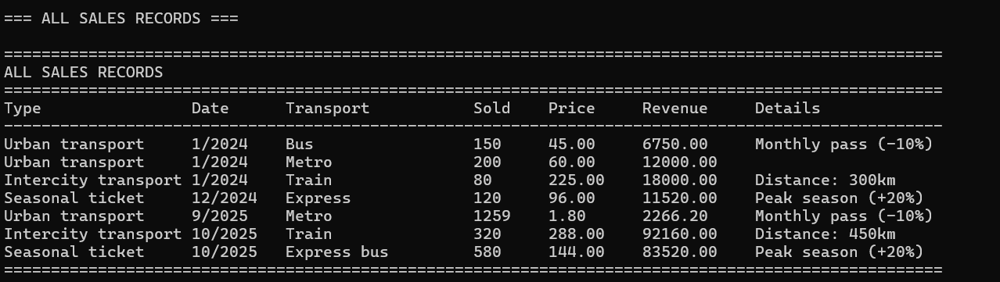 === ALL SALES RECORDS ===
====================================================================================================
ALL SALES RECORDS
====================================================================================================
Type                Date      Transport           Sold    Price     Revenue     Details
----------------------------------------------------------------------------------------------------
Urban transport     1/2024    Bus                 150     45.00     6750.00     Monthly pass (-10%)
Urban transport     1/2024    Metro               200     60.00     12000.00
Intercity transport 1/2024    Train               80      225.00    18000.00    Distance: 300km
Seasonal ticket     12/2024   Express             120     96.00     11520.00    Peak season (+20%)
Urban transport     9/2025    Metro               1259    1.80      2266.20     Monthly pass (-10%)
Intercity transport 10/2025   Train               320     288.00    92160.00    Distance: 450km
Seasonal ticket     10/2025   Express bus         580     144.00    83520.00    Peak season (+20%)
====================================================================================================